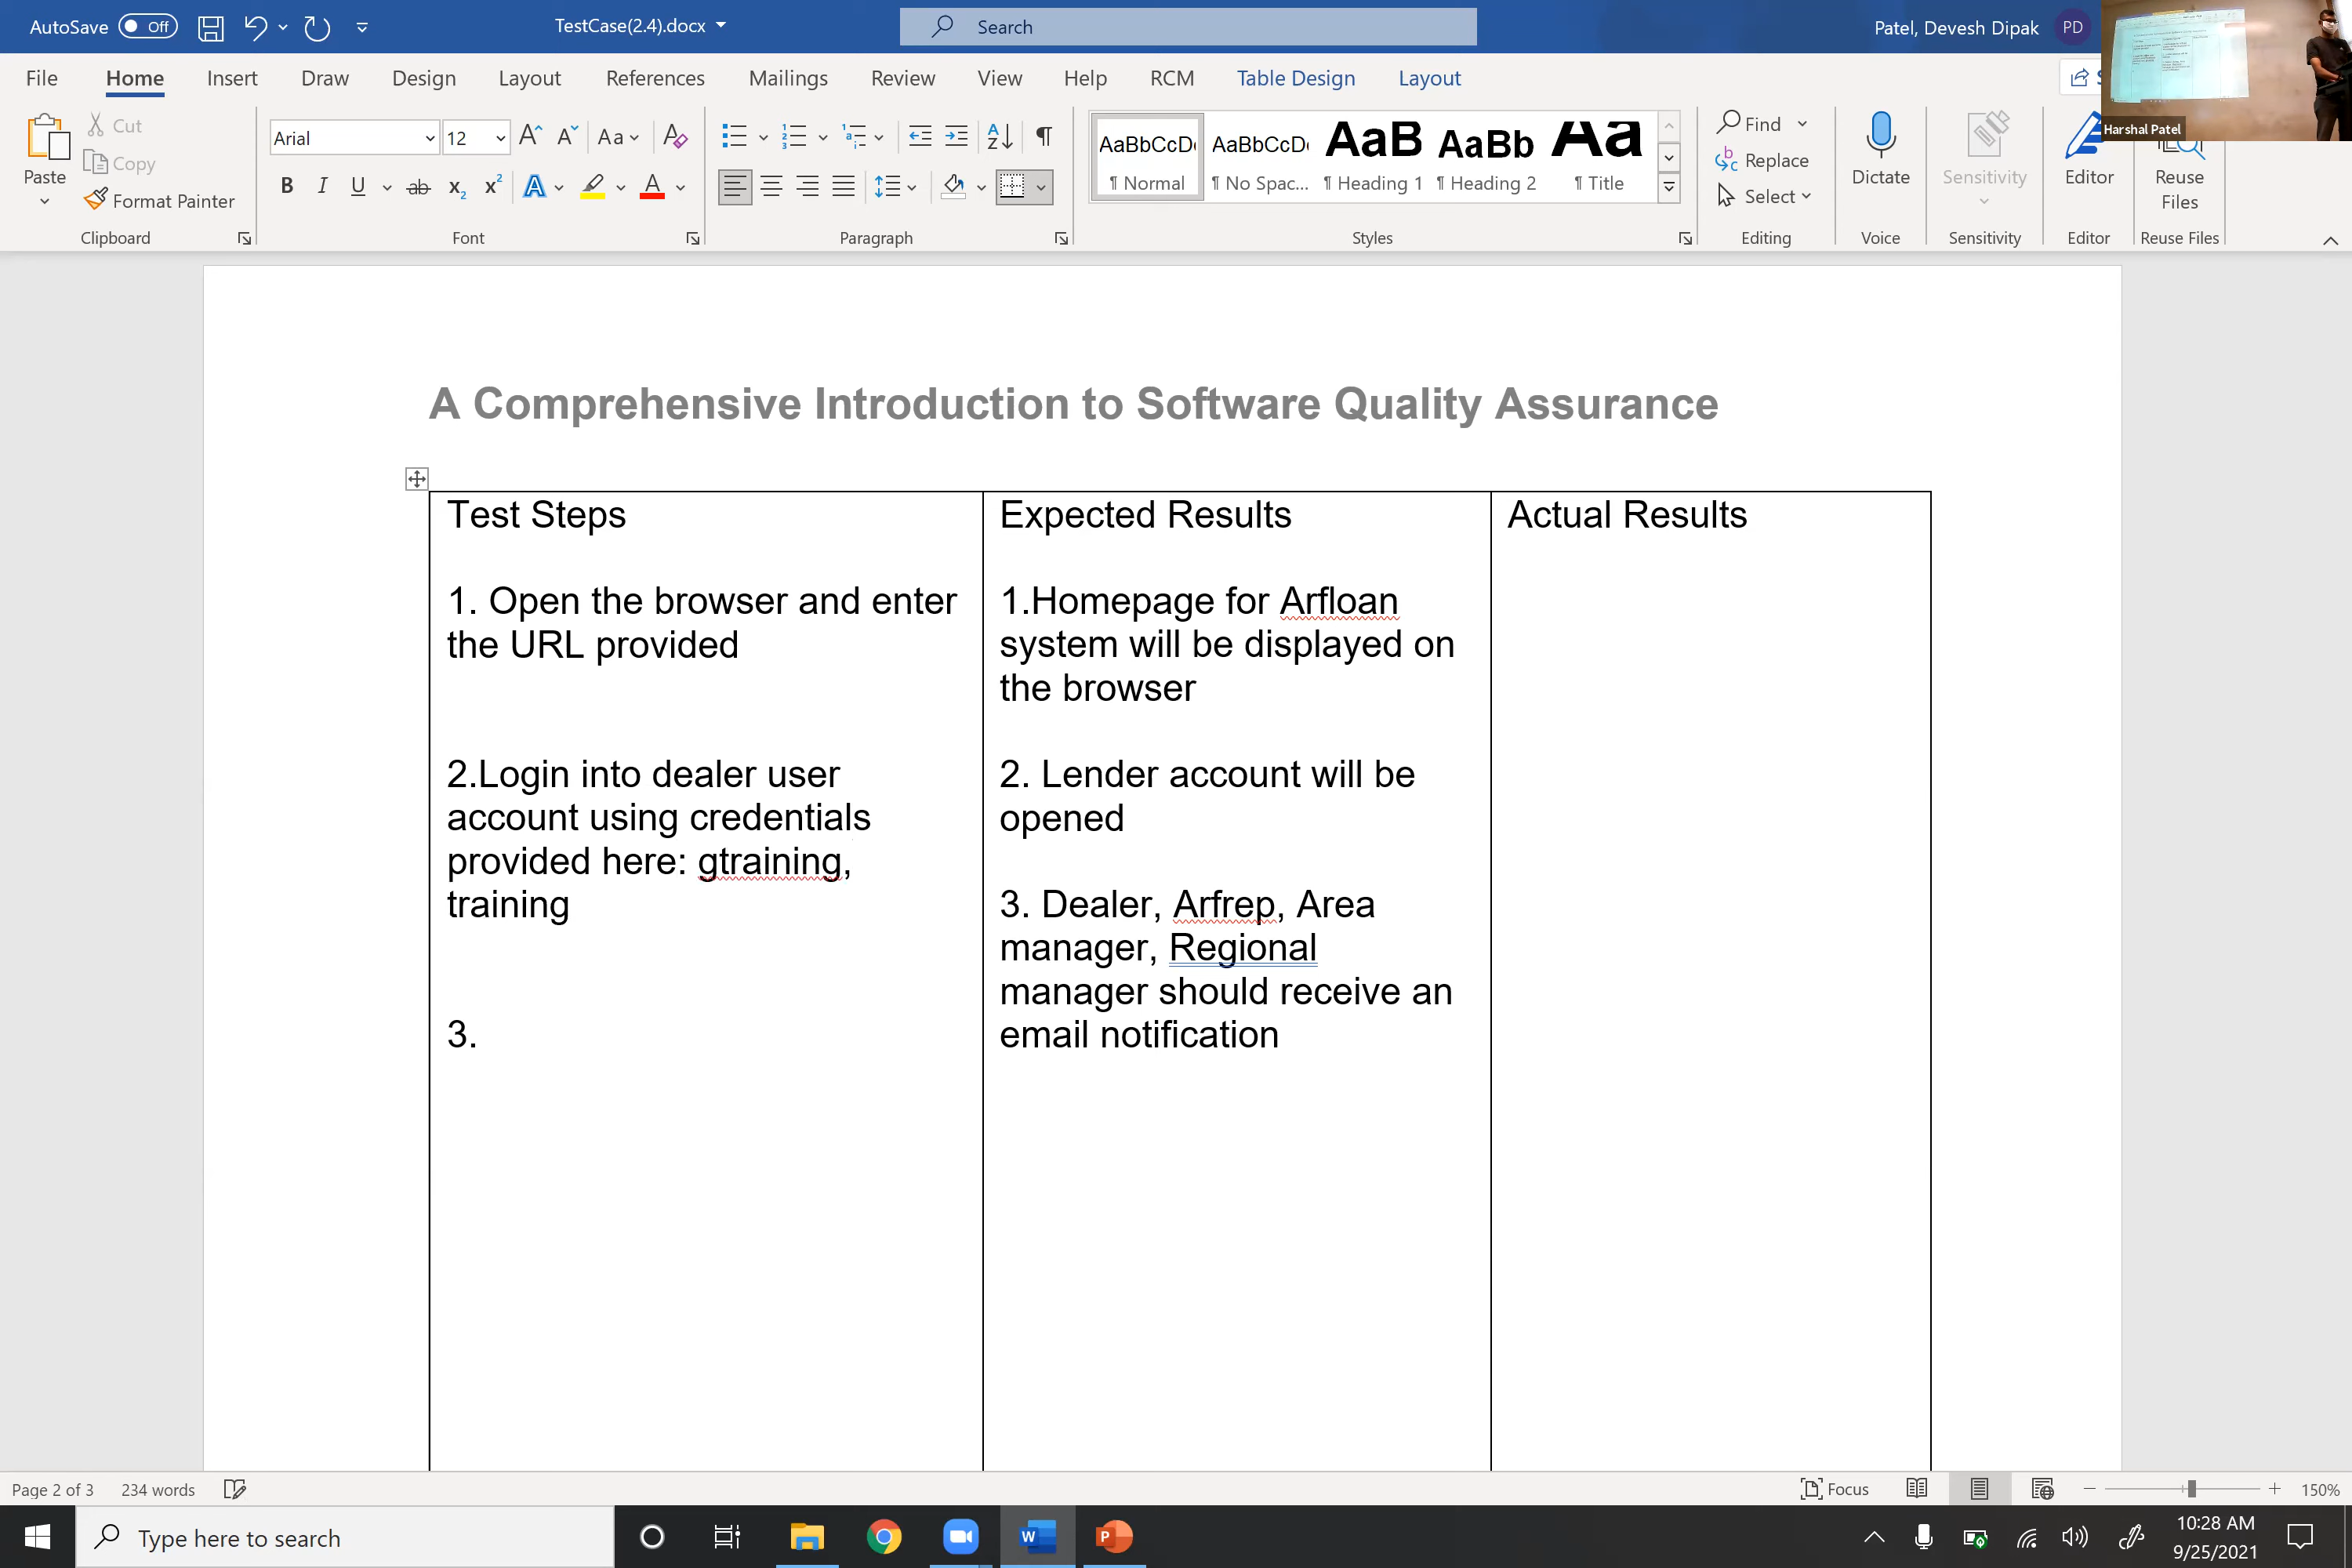 AutoSave Off TestCase(2.4).docx Search Patel, Devesh Dipak PD
File Home Insert Draw Design Layout References Mailings Review View Help RCM Table Design Layout
Harshal Patel
Paste Cut Copy Format Painter
Clipboard
Arial 12
Font
Paragraph
AaBbCcD AaBbCcD AaB AaBb Aa
¶ Normal ¶ No Spac... ¶ Heading 1 ¶ Heading 2 ¶ Title
Styles
Find
Replace
Select
Editing
Dictate
Voice
Sensitivity
Sensitivity
Editor
Editor
Reuse
Files
Reuse Files
A Comprehensive Introduction to Software Quality Assurance
Test Steps
1. Open the browser and enter
the URL provided
2.Login into dealer user
account using credentials
provided here: gtraining,
training
3.
Expected Results
1.Homepage for Arfloan
system will be displayed on
the browser
2. Lender account will be
opened
3. Dealer, Arfrep, Area
manager, Regional
manager should receive an
email notification
Actual Results
Page 2 of 3 234 words Focus 150%
Type here to search
10:28 AM
9/25/2021